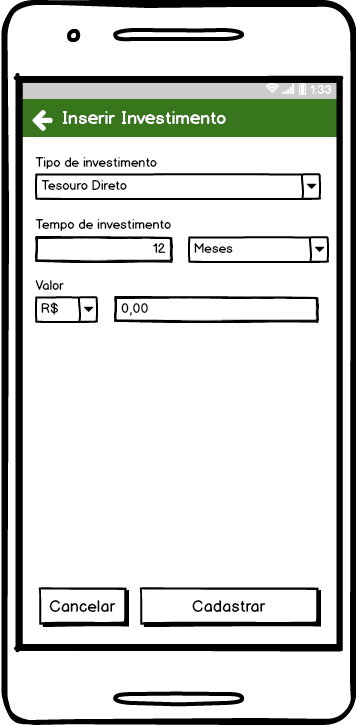 1:33
Inserir Investimento
Tipo de investimento
Tesouro Direto
Tempo de investimento
12 Meses
Valor
R$ 0,00
Cancelar Cadastrar